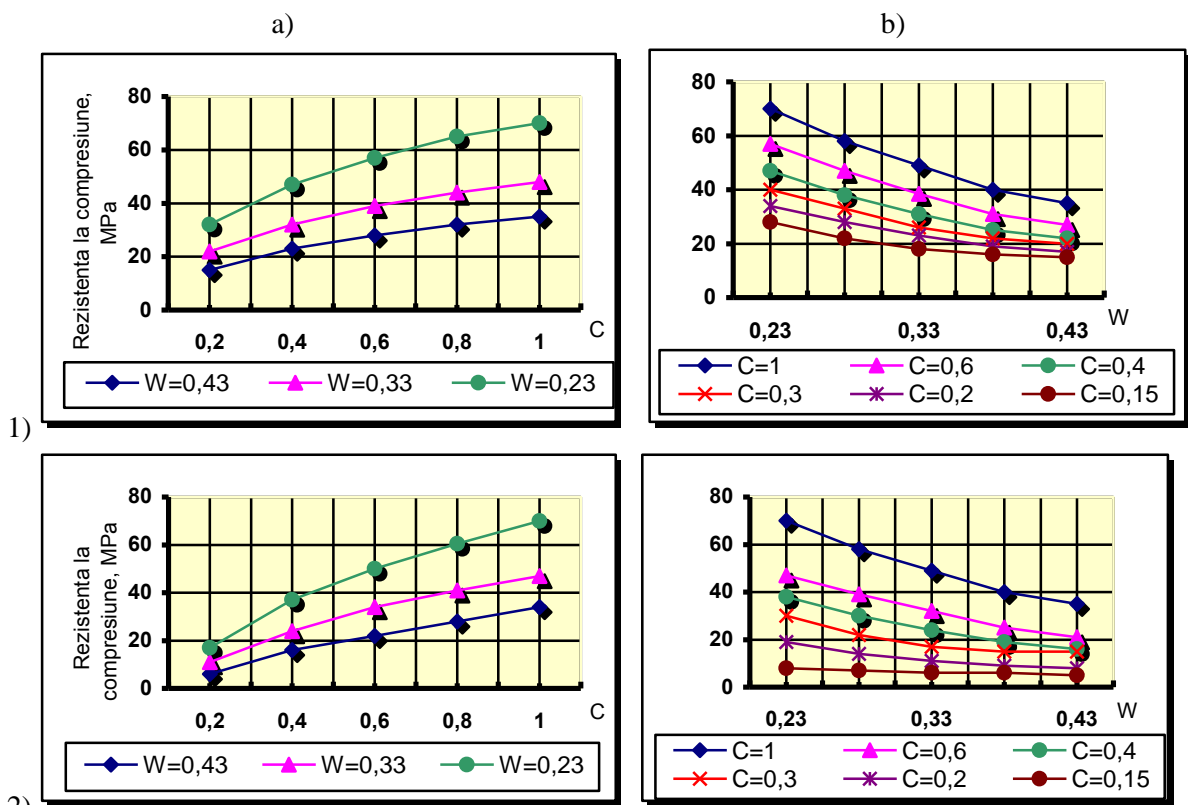 a) b)
Rezistenta la compresiune,
MPa
80
60
40
20
0
0,2 0,4 0,6 0,8 1 C
W=0,43 W=0,33 W=0,23
80
60
40
20
0
0,23 0,33 0,43 W
C=1 C=0,6 C=0,4
C=0,3 C=0,2 C=0,15
1)
Rezistenta la
compresiune, MPa
80
60
40
20
0
0,2 0,4 0,6 0,8 1 C
W=0,43 W=0,33 W=0,23
80
60
40
20
0
0,23 0,33 0,43 W
C=1 C=0,6 C=0,4
C=0,3 C=0,2 C=0,15
2)